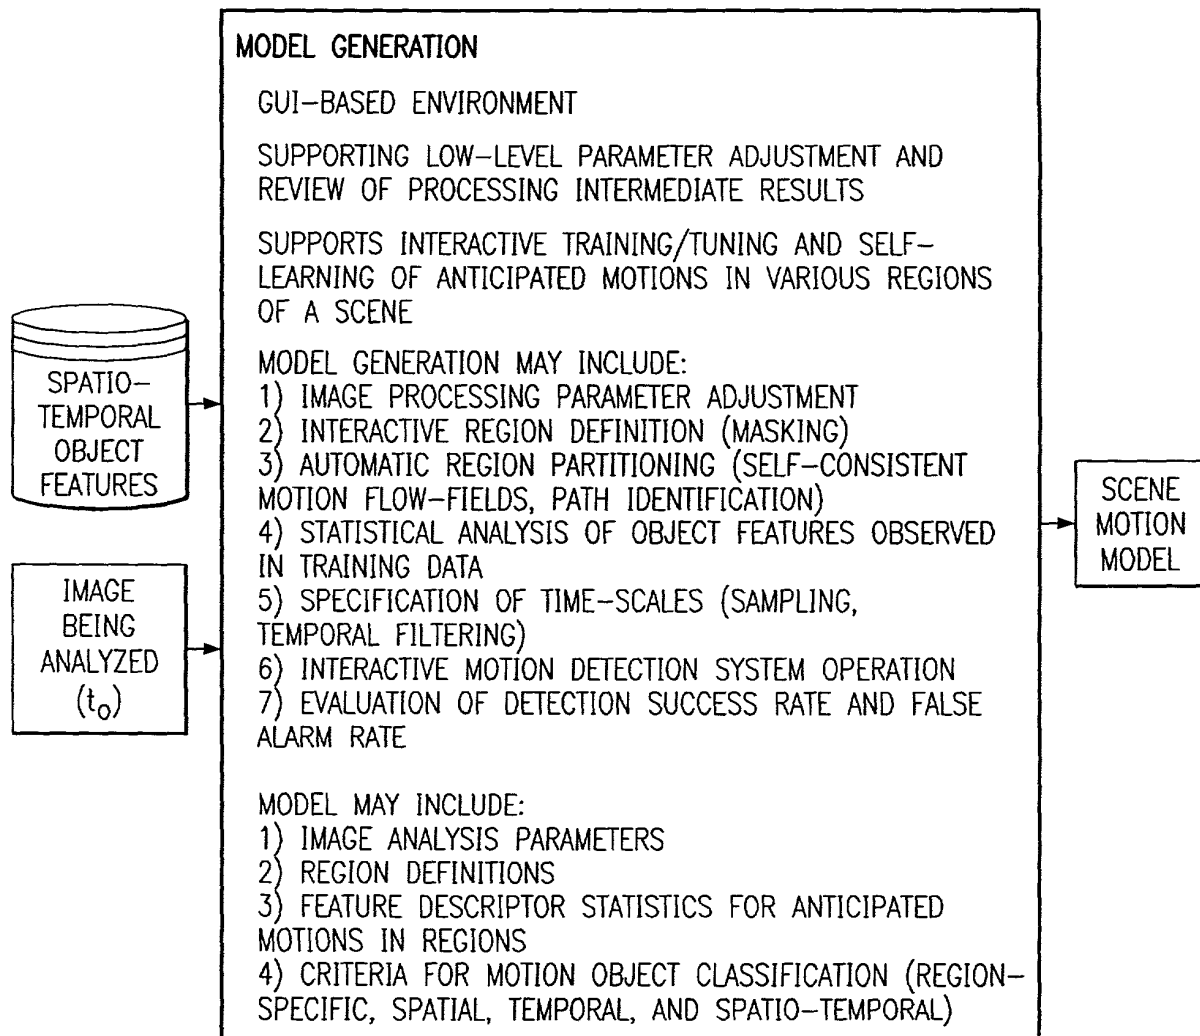 MODEL GENERATION
GUI-BASED ENVIRONMENT
SUPPORTING LOW-LEVEL PARAMETER ADJUSTMENT AND
REVIEW OF PROCESSING INTERMEDIATE RESULTS
SUPPORTS INTERACTIVE TRAINING/TUNING AND SELF-
LEARNING OF ANTICIPATED MOTIONS IN VARIOUS REGIONS
OF A SCENE
MODEL GENERATION MAY INCLUDE:
1) IMAGE PROCESSING PARAMETER ADJUSTMENT
2) INTERACTIVE REGION DEFINITION (MASKING)
3) AUTOMATIC REGION PARTITIONING (SELF-CONSISTENT
MOTION FLOW-FIELDS, PATH IDENTIFICATION)
4) STATISTICAL ANALYSIS OF OBJECT FEATURES OBSERVED
IN TRAINING DATA
5) SPECIFICATION OF TIME-SCALES (SAMPLING,
TEMPORAL FILTERING)
6) INTERACTIVE MOTION DETECTION SYSTEM OPERATION
7) EVALUATION OF DETECTION SUCCESS RATE AND FALSE
ALARM RATE
MODEL MAY INCLUDE:
1) IMAGE ANALYSIS PARAMETERS
2) REGION DEFINITIONS
3) FEATURE DESCRIPTOR STATISTICS FOR ANTICIPATED
MOTIONS IN REGIONS
4) CRITERIA FOR MOTION OBJECT CLASSIFICATION (REGION-
SPECIFIC, SPATIAL, TEMPORAL, AND SPATIO-TEMPORAL)
SPATIO-
TEMPORAL
OBJECT
FEATURES
IMAGE
BEING
ANALYZED
(t₀)
SCENE
MOTION
MODEL